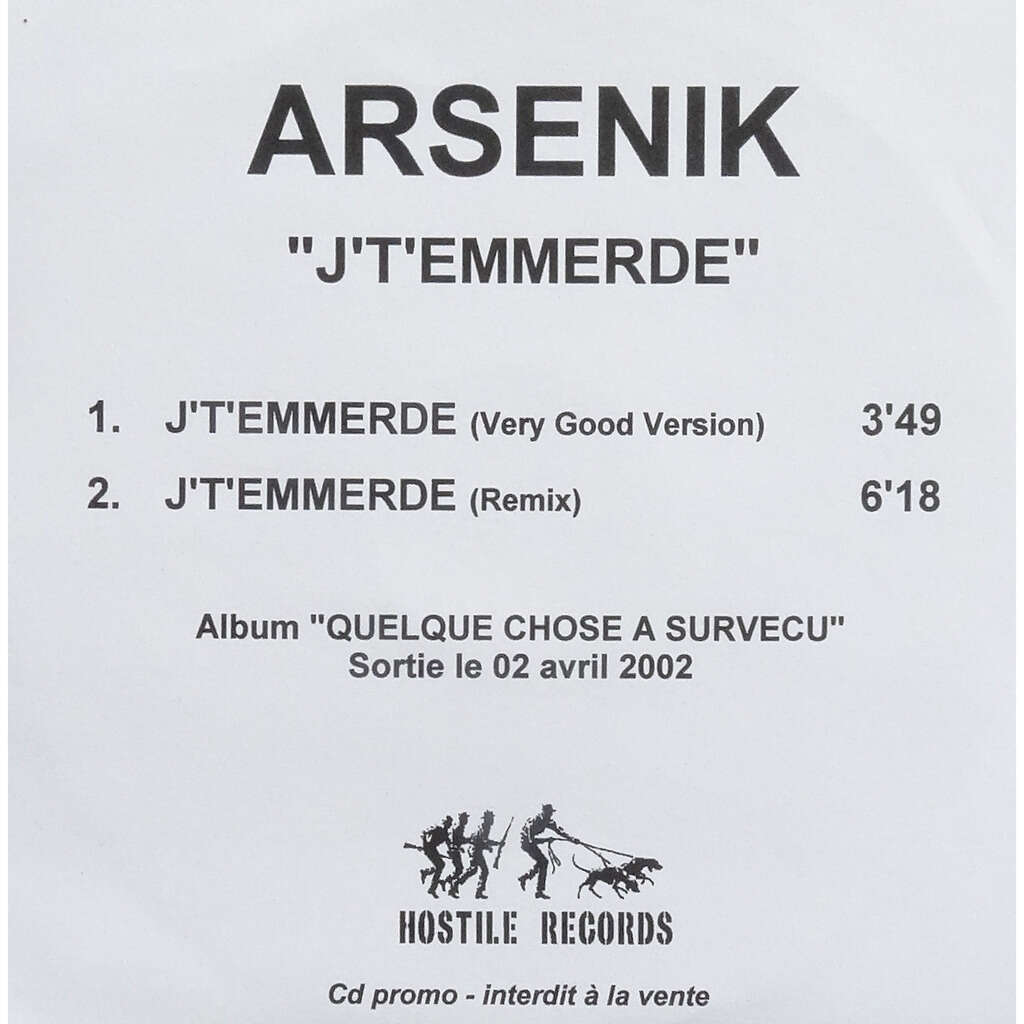 ARSENIK
"J'T'EMMERDE"
1. J'T'EMMERDE (Very Good Version) 3'49
2. J'T'EMMERDE (Remix) 6'18
Album "QUELQUE CHOSE A SURVECU"
Sortie le 02 avril 2002
HOSTILE RECORDS
Cd promo - interdit à la vente